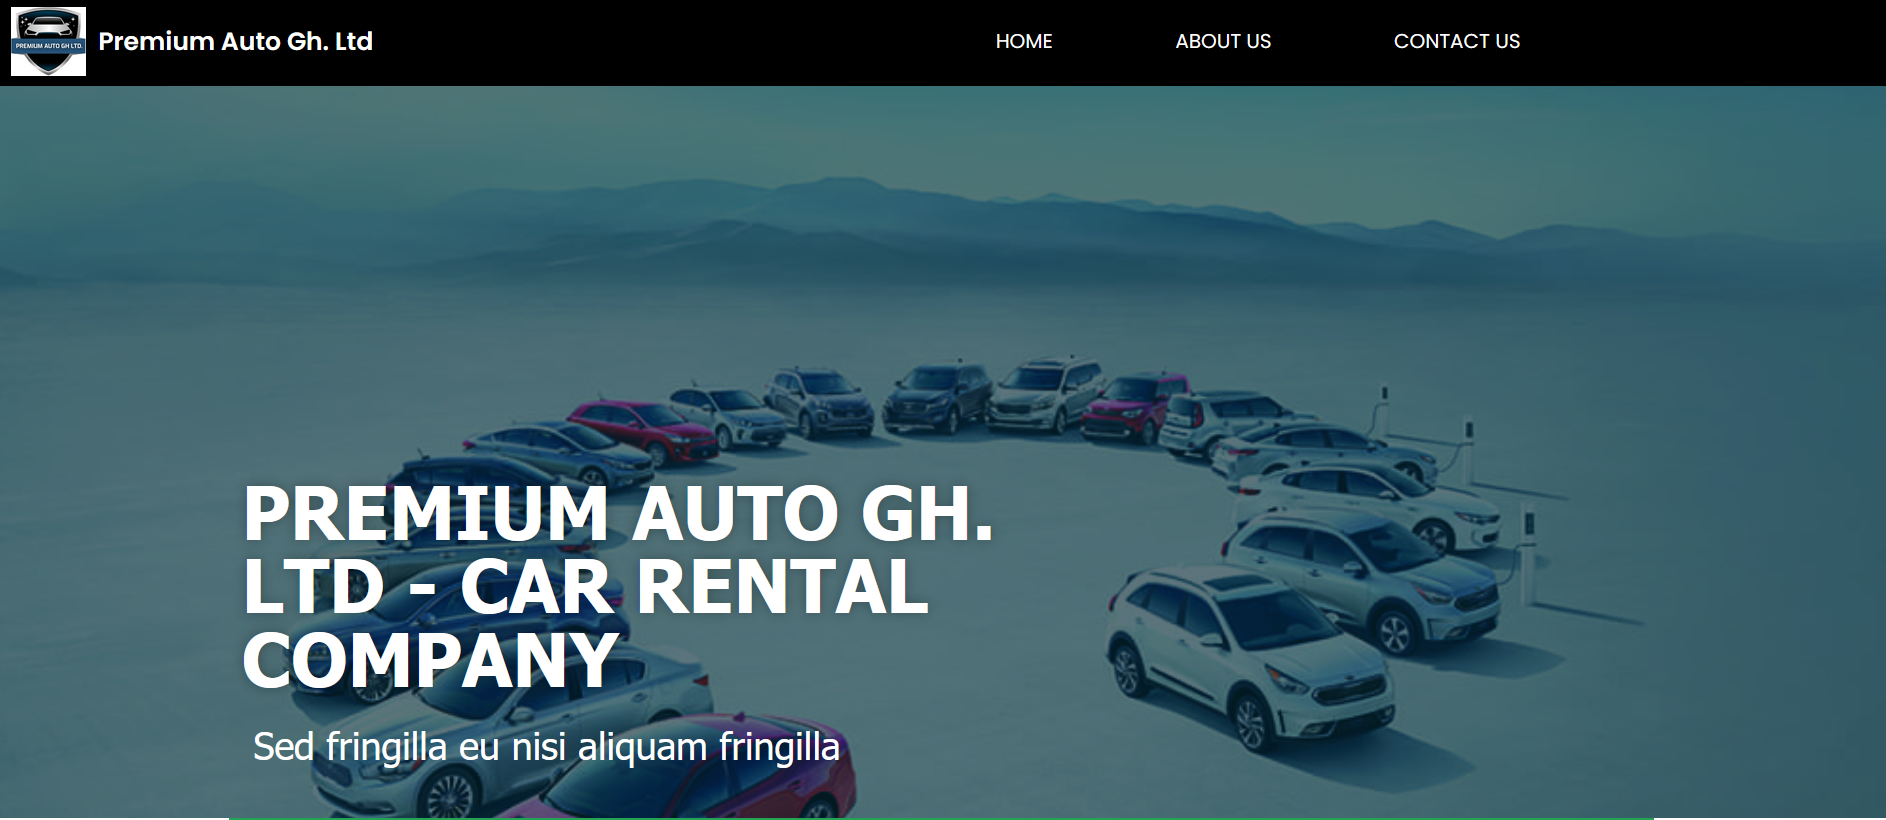 PREMIUM AUTO GH LTD.
Premium Auto Gh. Ltd
HOME
ABOUT US
CONTACT US
PREMIUM AUTO GH.
LTD - CAR RENTAL
COMPANY
Sed fringilla eu nisi aliquam fringilla